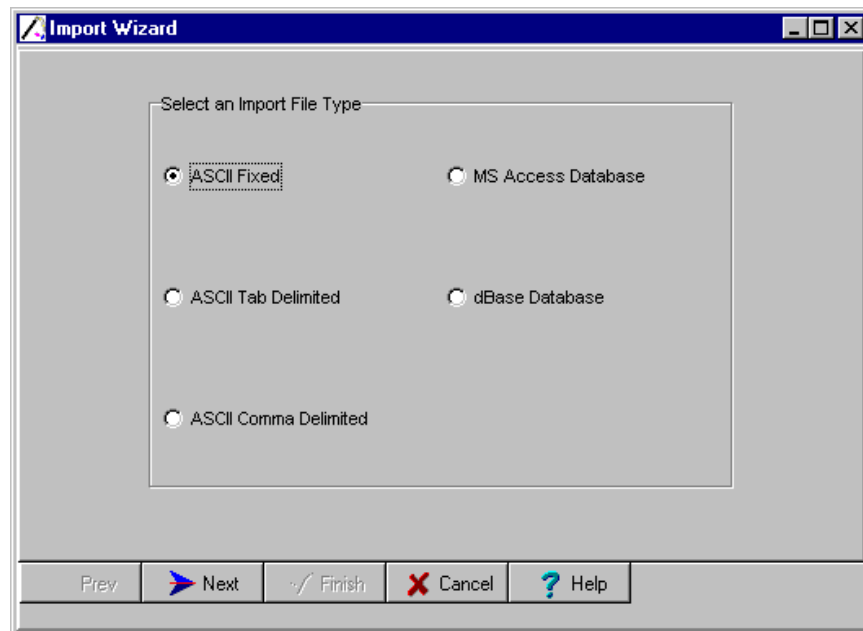 Import Wizard
Select an Import File Type
ASCII Fixed
MS Access Database
ASCII Tab Delimited
dBase Database
ASCII Comma Delimited
Prev Next Finish Cancel Help